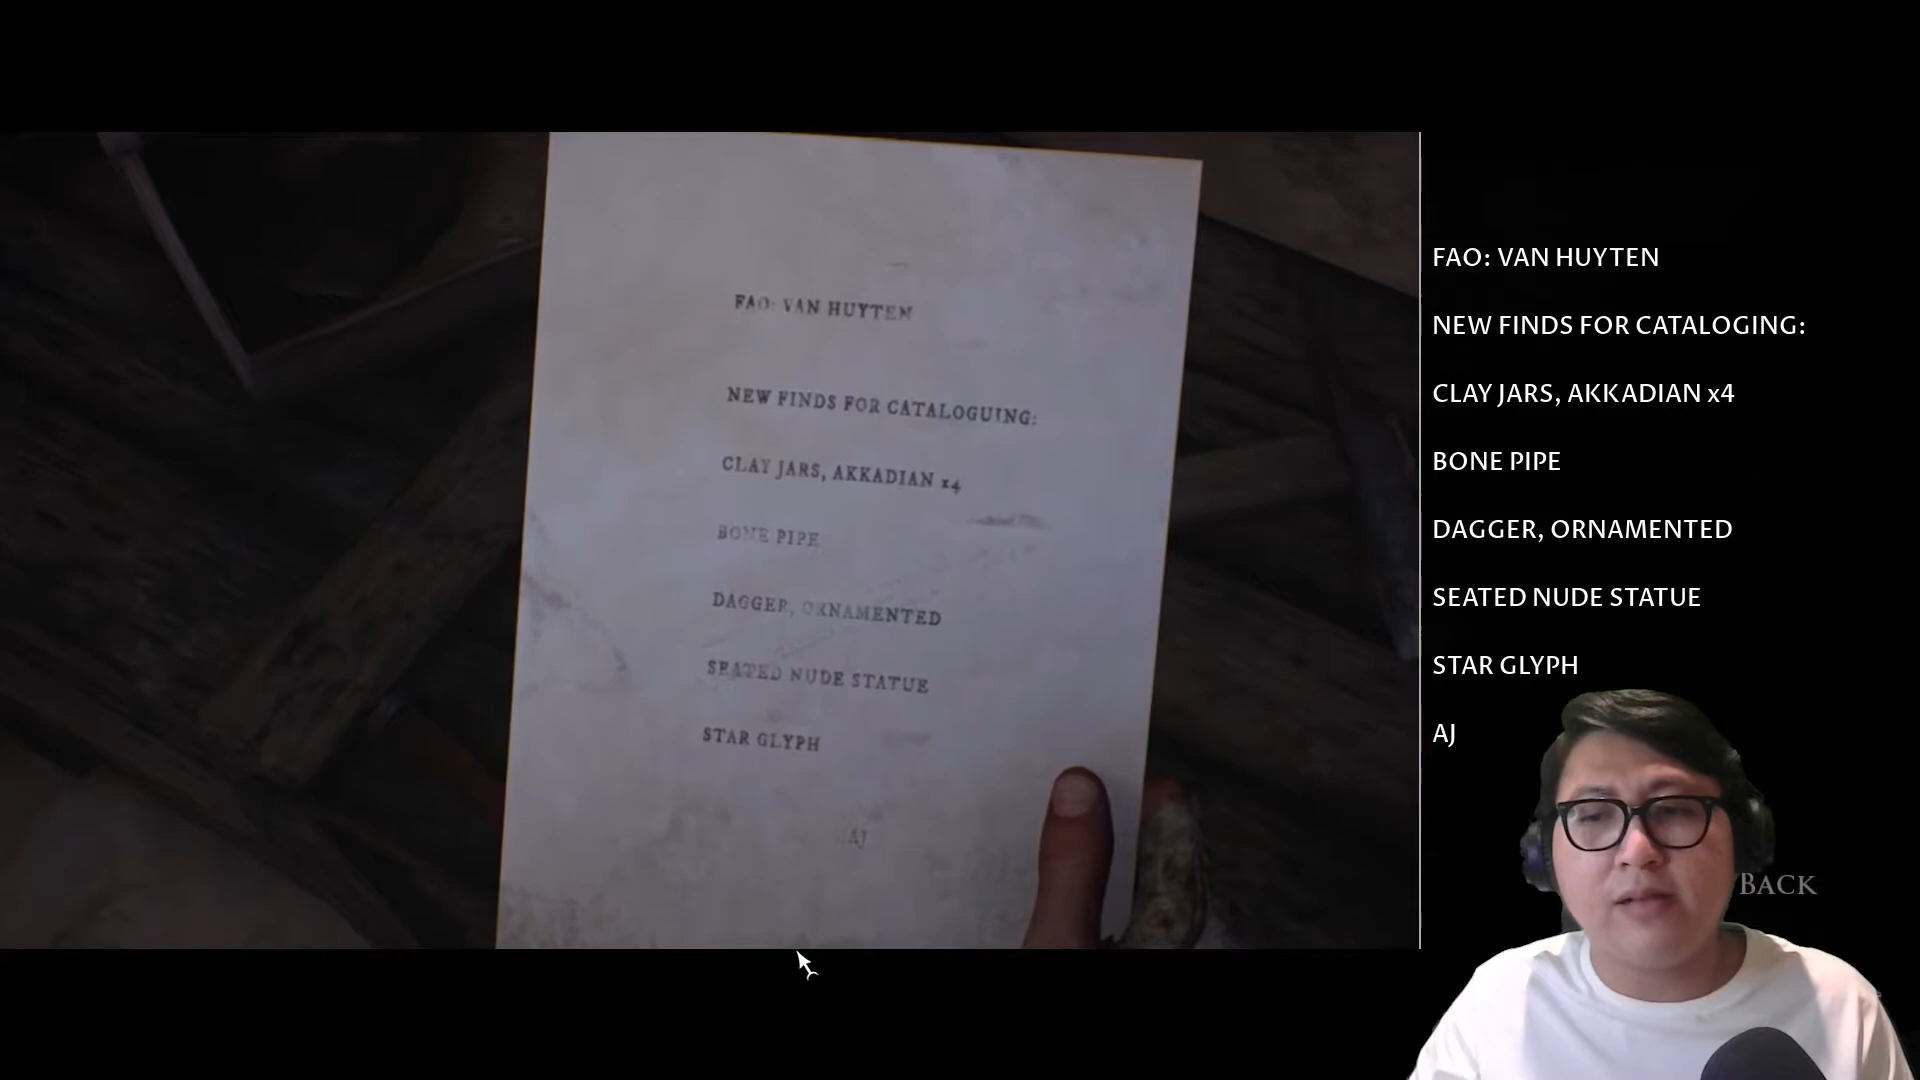 FAO: VAN HUYTEN
NEW FINDS FOR CATALOGUING:
CLAY JARS, AKKADIAN x4
BONE PIPE
DAGGER, ORNAMENTED
SEATED NUDE STATUE
STAR GLYPH
AJ
FAO: VAN HUYTEN
NEW FINDS FOR CATALOGING:
CLAY JARS, AKKADIAN x4
BONE PIPE
DAGGER, ORNAMENTED
SEATED NUDE STATUE
STAR GLYPH
AJ
BACK